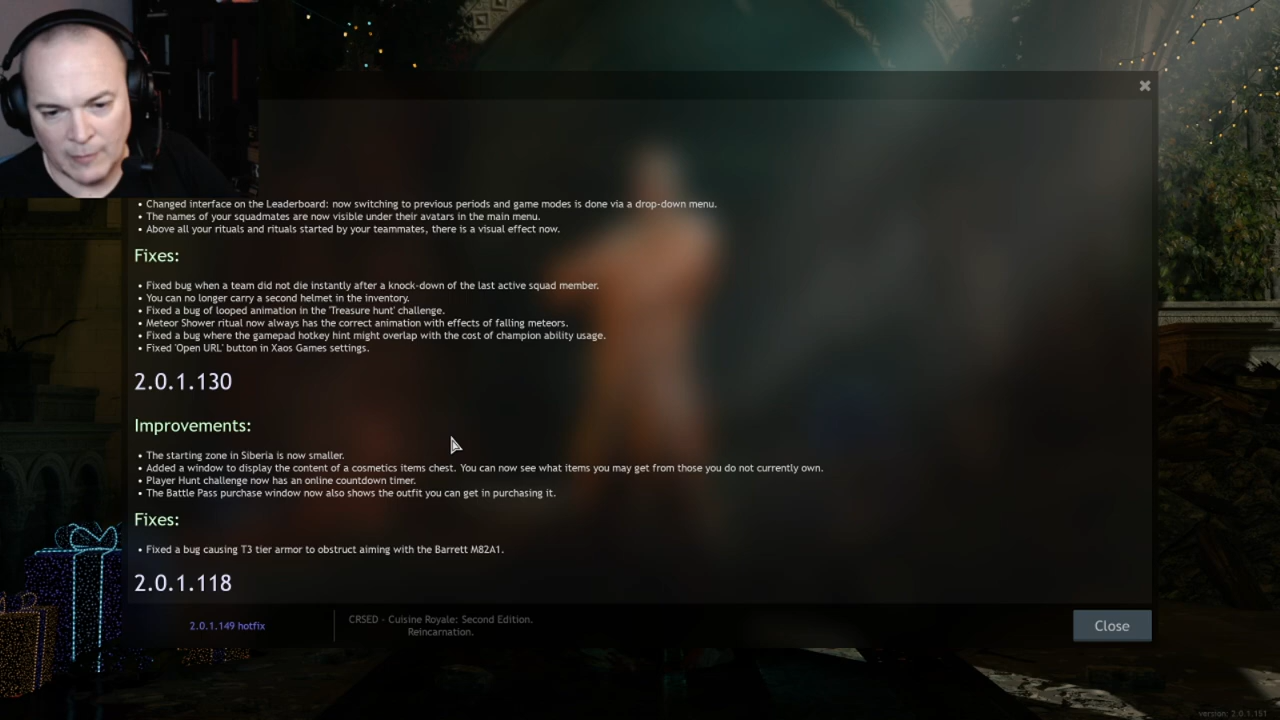 • Changed interface on the Leaderboard: now switching to previous periods and game modes is done via a drop-down menu.
• The names of your squadmates are now visible under their avatars in the main menu.
• Above all your rituals and rituals started by your teammates, there is a visual effect now.
Fixes:
• Fixed bug when a team did not die instantly after a knock-down of the last active squad member.
• You can no longer carry a second helmet in the inventory.
• Fixed a bug of looped animation in the 'Treasure hunt' challenge.
• Meteor Shower ritual now always has the correct animation with effects of falling meteors.
• Fixed a bug where the gamepad hotkey hint might overlap with the cost of champion ability usage.
• Fixed 'Open URL' button in Xaos Games settings.
2.0.1.130
Improvements:
• The starting zone in Siberia is now smaller.
• Added a window to display the content of a cosmetics items chest. You can now see what items you may get from those you do not currently own.
• Player Hunt challenge now has an online countdown timer.
• The Battle Pass purchase window now also shows the outfit you can get in purchasing it.
Fixes:
• Fixed a bug causing T3 tier armor to obstruct aiming with the Barrett M82A1.
2.0.1.118
2.0.1.149 hotfix
CRSED - Cuisine Royale: Second Edition.
Reincarnation.
Close
version: 2.0.1.151